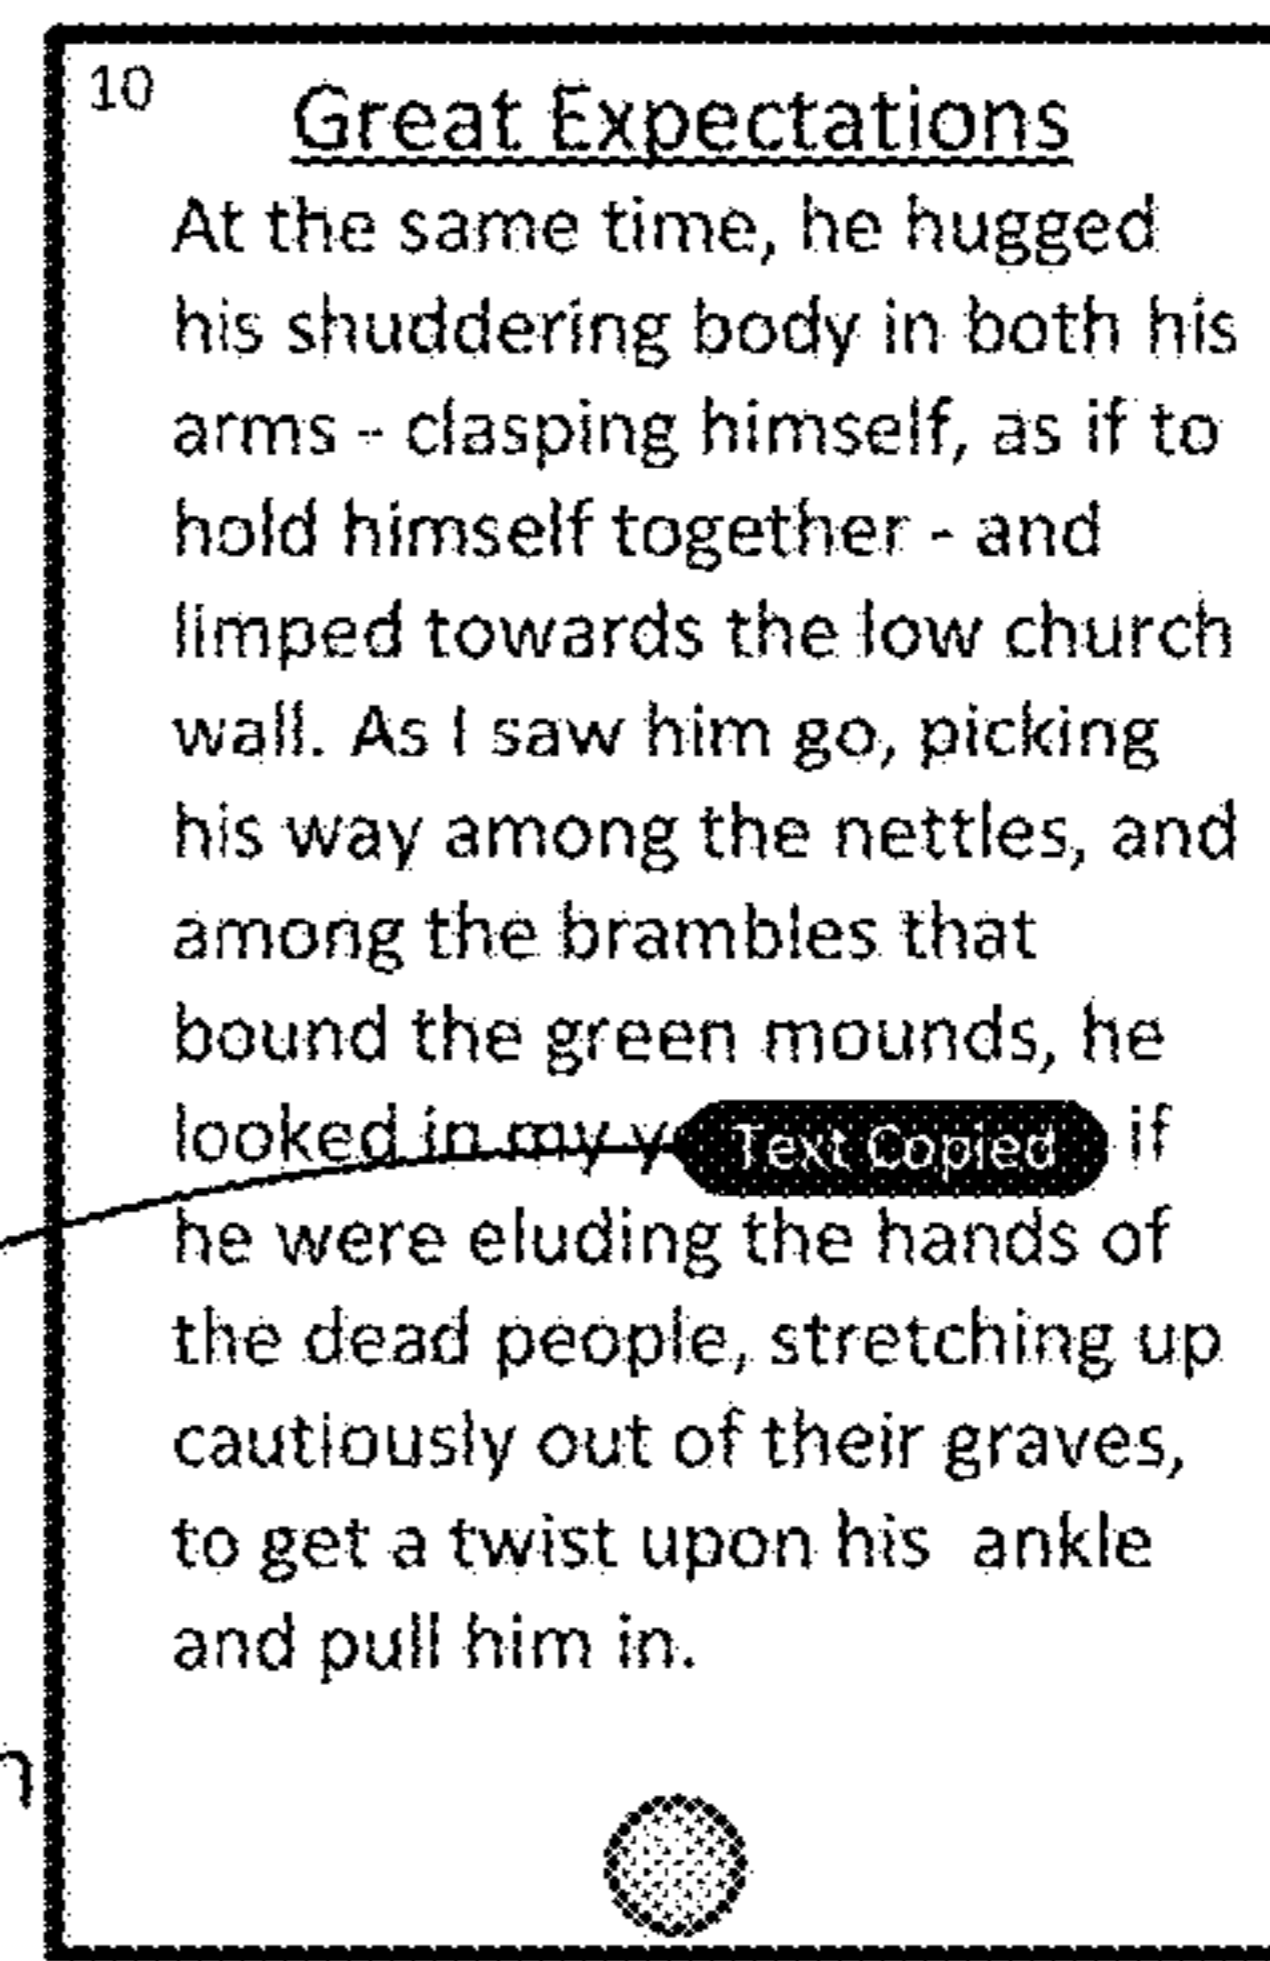 10
Great Expectations
At the same time, he hugged
his shuddering body in both his
arms - clasping himself, as if to
hold himself together - and
limped towards the low church
wall. As I saw him go, picking
his way among the nettles, and
among the brambles that
bound the green mounds, he
looked in my Text Copied if
he were eluding the hands of
the dead people, stretching up
cautiously out of their graves,
to get a twist upon his ankle
and pull him in.